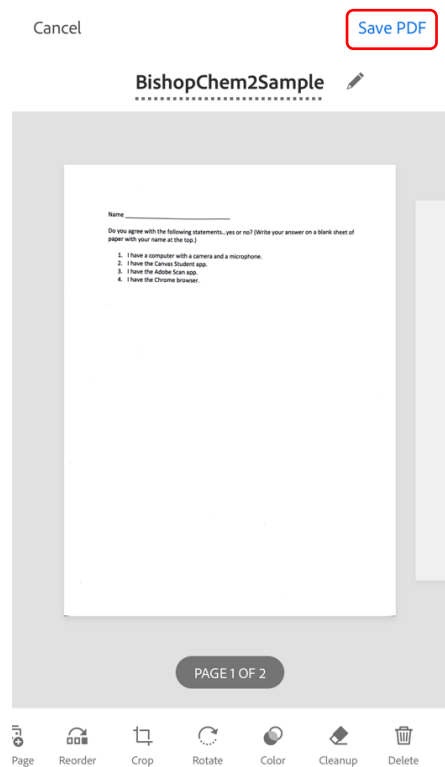 Cancel
Save PDF
BishopChem2Sample
Name
Do you agree with the following statements..yes or no? (Write your answer on a blank sheet of
paper with your name at the top.)
1. I have a computer with a camera and a microphone.
2. I have the Canvas Student app.
3. I have the Adobe Scan app.
4. I have the Chrome browser.
PAGE 1 OF 2
Page Reorder Crop Rotate Color Cleanup Delete